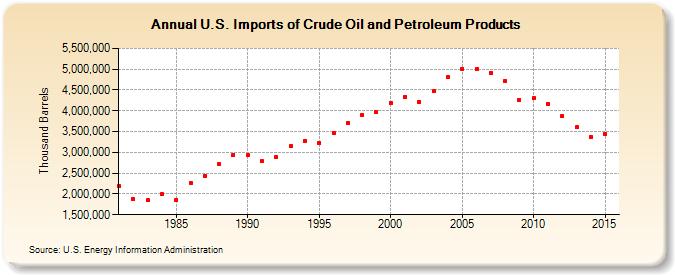 Annual U.S. Imports of Crude Oil and Petroleum Products
Thousand Barrels
5,500,000
5,000,000
4,500,000
4,000,000
3,500,000
3,000,000
2,500,000
2,000,000
1,500,000
1985 1990 1995 2000 2005 2010 2015
Source: U.S. Energy Information Administration